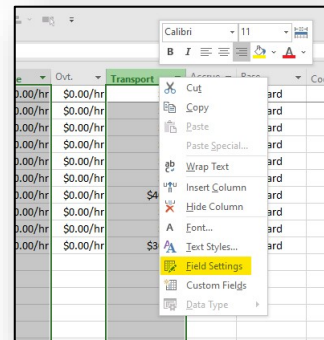 Calibri 11
B I A
Ovt. Transport Accrue Base
0.00/hr $0.00/hr ard
0.00/hr $0.00/hr ard
0.00/hr $0.00/hr ard
0.00/hr $0.00/hr ard
0.00/hr $0.00/hr ard
0.00/hr $0.00/hr ard
0.00/hr $0.00/hr ard
0.00/hr $0.00/hr ard
0.00/hr $0.00/hr ard
Cut
Copy
Paste
Paste Special...
Wrap Text
Insert Column
Hide Column
Font...
Text Styles...
Field Settings
Custom Fields
Data Type